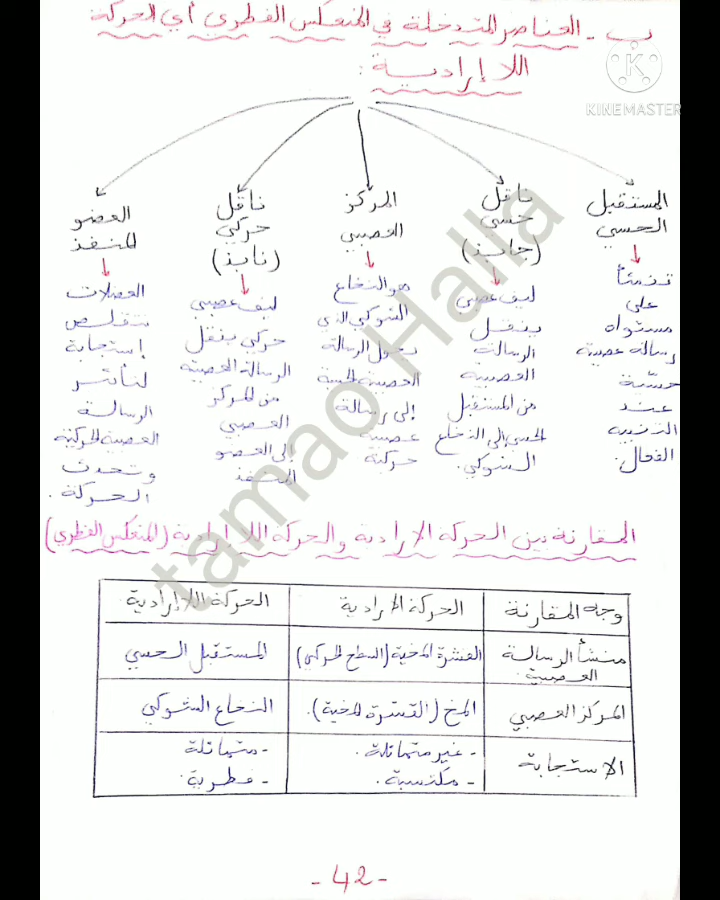 ب - العناصر المتدخلة في المنعكس الفطري أي الحركة
اللاإرادية :
KINEMASTER
المستقبل
الحسي
تنشأ
على
مستواه
رسالة عصبية
حسية
عند
التنبيه
الفعال.
ناقل
حسي
(جابذ)
ليف عصبي
ينقل
الرسالة
العصبية
من المستقبل
الحسي إلى النخاع
الشوكي.
المركز
العصبي
هو النخاع
الشوكي الذي
يحول الرسالة
العصبية الحسية
إلى رسالة
عصبية
حركية
ناقل
حركي
(نابذ)
ليف عصبي
حركي ينقل
الرسالة العصبية
من المركز
العصبي
إلى العضو
المنفذ
العضو
المنفذ
العضلات
تتقلص
إستجابة
لتأثير
الرسالة
العصبية الحركية
وتحدث
الحركة.
tamao Halla
المقارنة بين الحركة الإرادية والحركة اللاإرادية (المنعكس الفطري)
وجه المقارنة الحركة الإرادية الحركة اللاإرادية
منشأ الرسالة العصبية. القشرة المخية (السطح الحركي) المستقبل الحسي
المركز العصبي المخ (القشرة المخية). النخاع الشوكي
الاستجابة - غير متماثلة. - متماثلة
- مكتسبة. - فطرية.
- 42 -